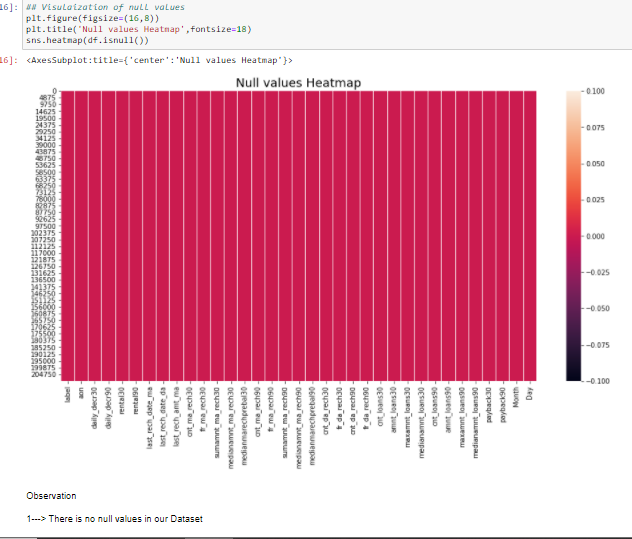 16]: ## Visulaization of null values
plt.figure(figsize=(16,8))
plt.title('Null values Heatmap',fontsize=18)
sns.heatmap(df.isnull())
16]: <AxesSubplot:title={'center':'Null values Heatmap'}>
Null values Heatmap
0
4875
9750
14625
19500
24375
29250
34125
39000
43875
48750
53625
58500
63375
68250
73125
78000
82875
87750
92625
97500
102375
107250
112125
117000
121875
126750
131625
136500
141375
146250
151125
156000
160875
165750
170625
175500
180375
185250
190125
195000
199875
204750
0.100
0.075
0.050
0.025
0.000
-0.025
-0.050
-0.075
-0.100
label
aon
daily_decr30
daily_decr90
rental30
rental90
last_rech_date_ma
last_rech_date_da
last_rech_amt_ma
cnt_ma_rech30
fr_ma_rech30
sumamnt_ma_rech30
medianamnt_ma_rech30
medianmarechprebal30
cnt_ma_rech90
fr_ma_rech90
sumamnt_ma_rech90
medianamnt_ma_rech90
medianmarechprebal90
cnt_da_rech30
fr_da_rech30
cnt_da_rech90
fr_da_rech90
cnt_loans30
amnt_loans30
maxamnt_loans30
medianamnt_loans30
cnt_loans90
amnt_loans90
maxamnt_loans90
medianamnt_loans90
payback30
payback90
Month
Day
Observation
1---> There is no null values in our Dataset